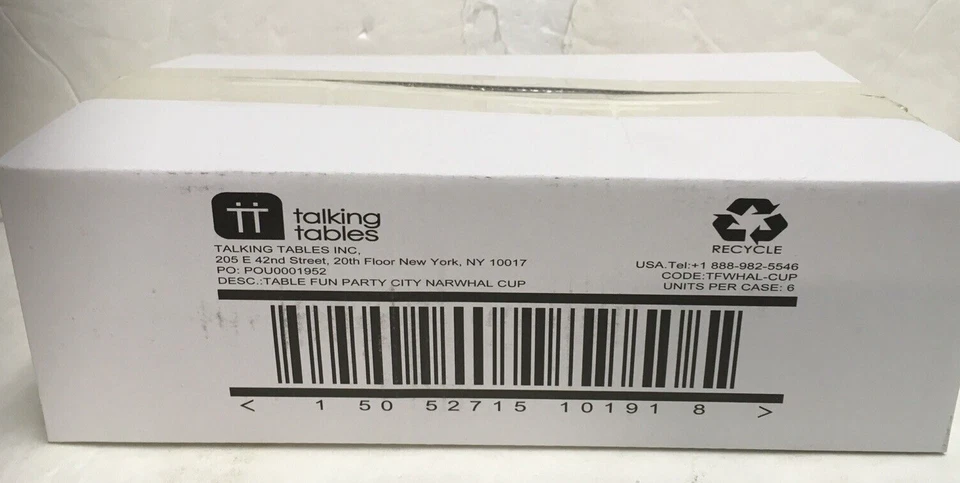 talking
tables
TALKING TABLES INC,
205 E 42nd Street, 20th Floor New York, NY 10017
PO: POU0001952
DESC.:TABLE FUN PARTY CITY NARWHAL CUP
RECYCLE
USA.Tel:+1 888-982-5546
CODE:TFWHAL-CUP
UNITS PER CASE: 6
< 1 50 52715 10191 8 >